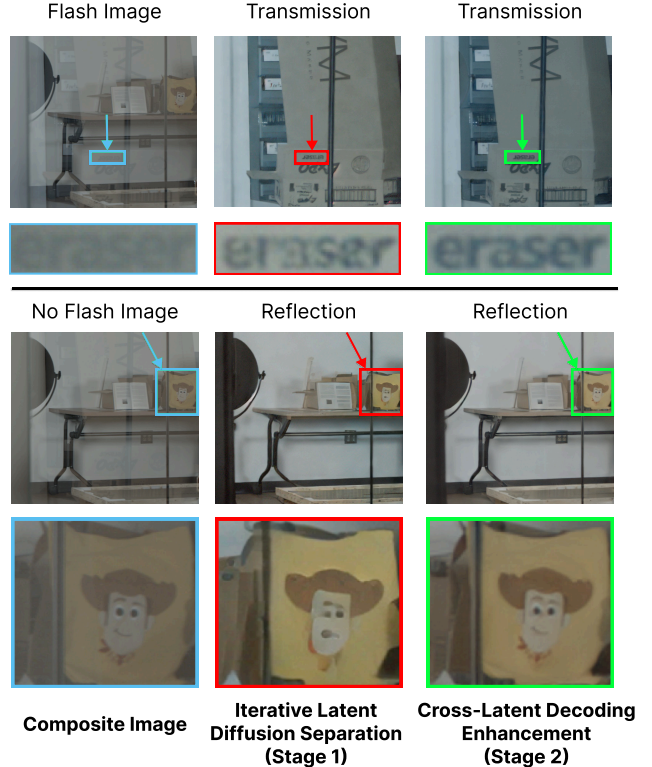 Flash Image
Transmission
Transmission
eraser
eraser
eraser
No Flash Image
Reflection
Reflection
Composite Image
Iterative Latent
Diffusion Separation
(Stage 1)
Cross-Latent Decoding
Enhancement
(Stage 2)